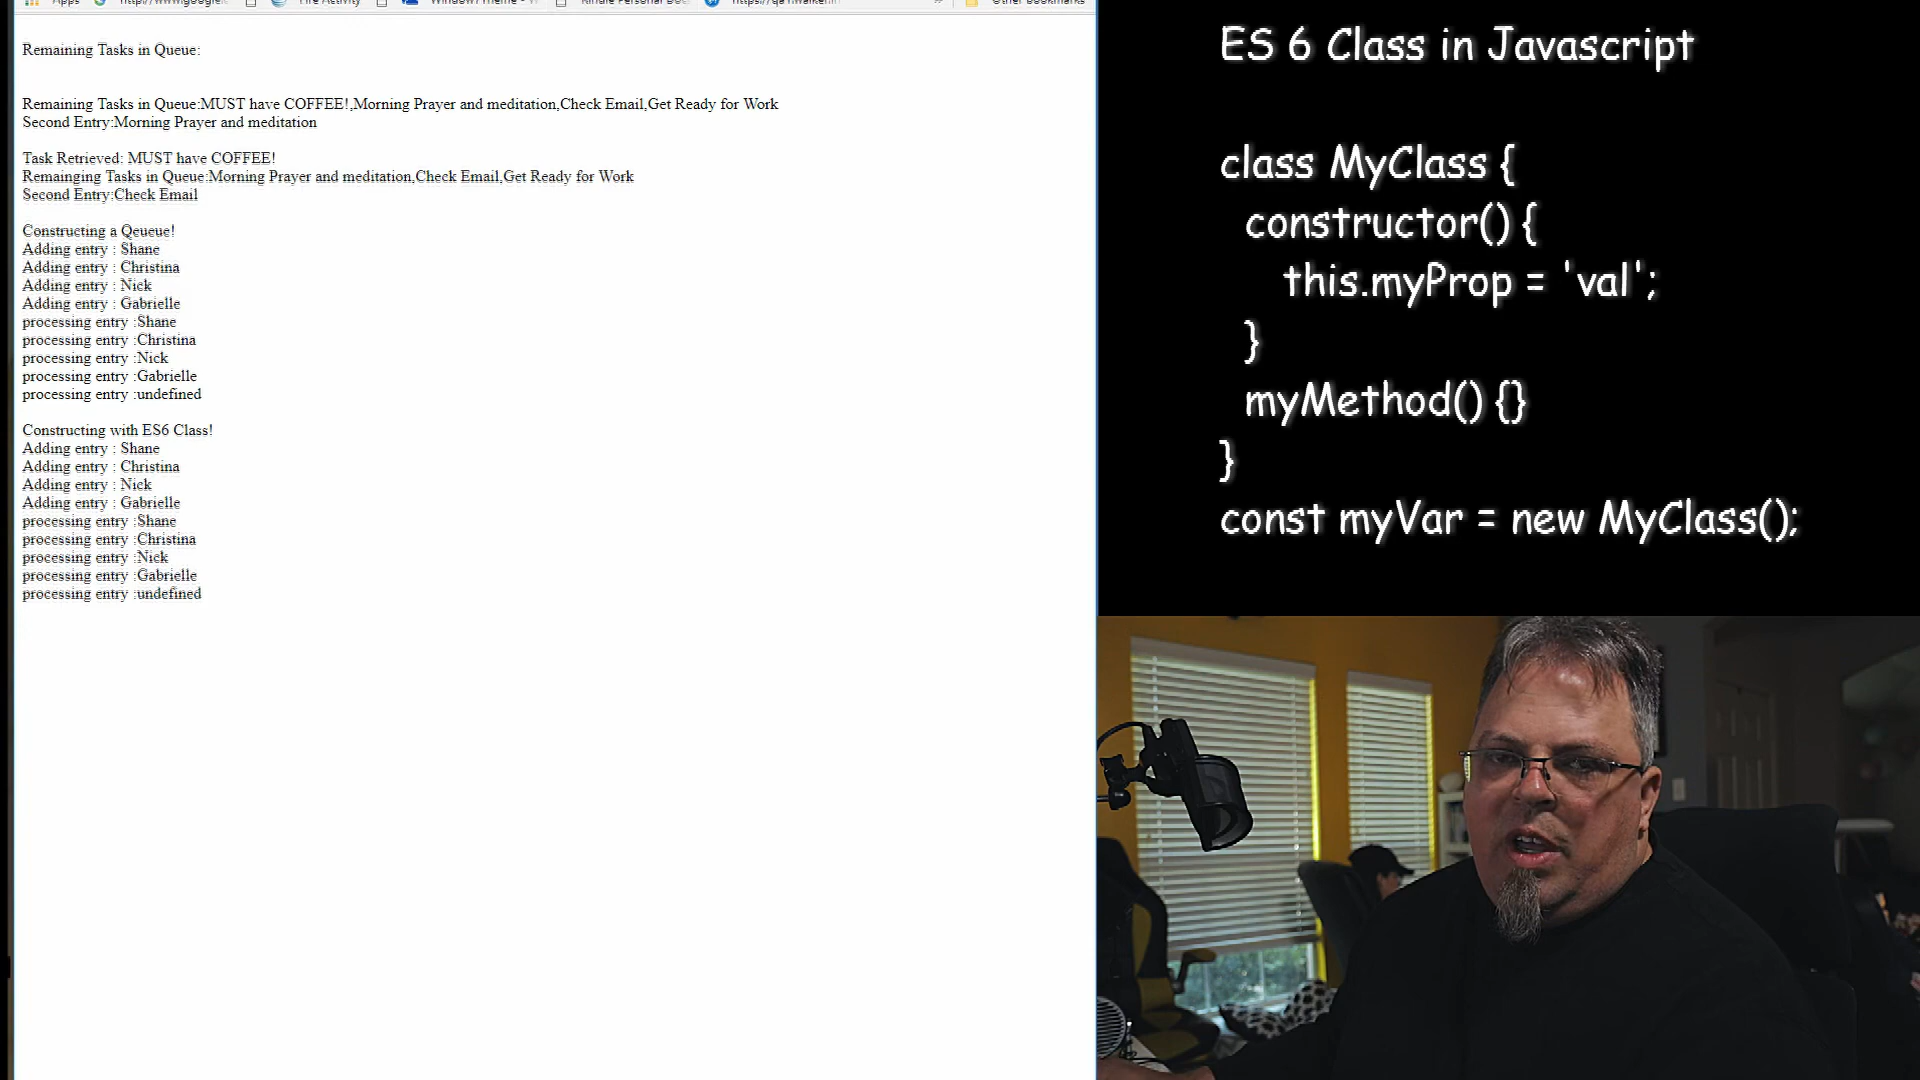 Apps
Other bookmarks
Remaining Tasks in Queue:
Remaining Tasks in Queue:MUST have COFFEE!,Morning Prayer and meditation,Check Email,Get Ready for Work
Second Entry:Morning Prayer and meditation
Task Retrieved: MUST have COFFEE!
Remainging Tasks in Queue:Morning Prayer and meditation,Check Email,Get Ready for Work
Second Entry:Check Email
Constructing a Qeueue!
Adding entry : Shane
Adding entry : Christina
Adding entry : Nick
Adding entry : Gabrielle
processing entry :Shane
processing entry :Christina
processing entry :Nick
processing entry :Gabrielle
processing entry :undefined
Constructing with ES6 Class!
Adding entry : Shane
Adding entry : Christina
Adding entry : Nick
Adding entry : Gabrielle
processing entry :Shane
processing entry :Christina
processing entry :Nick
processing entry :Gabrielle
processing entry :undefined
ES 6 Class in Javascript
class MyClass {
constructor() {
this.myProp = 'val';
}
myMethod() {}
}
const myVar = new MyClass();